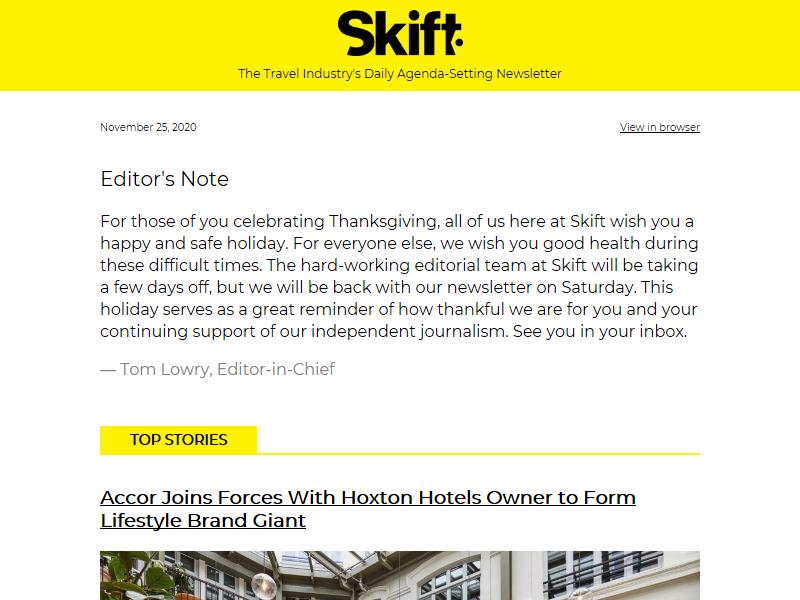 Skift
The Travel Industry's Daily Agenda-Setting Newsletter
November 25, 2020
View in browser
Editor's Note
For those of you celebrating Thanksgiving, all of us here at Skift wish you a
happy and safe holiday. For everyone else, we wish you good health during
these difficult times. The hard-working editorial team at Skift will be taking
a few days off, but we will be back with our newsletter on Saturday. This
holiday serves as a great reminder of how thankful we are for you and your
continuing support of our independent journalism. See you in your inbox.
— Tom Lowry, Editor-in-Chief
TOP STORIES
Accor Joins Forces With Hoxton Hotels Owner to Form
Lifestyle Brand Giant